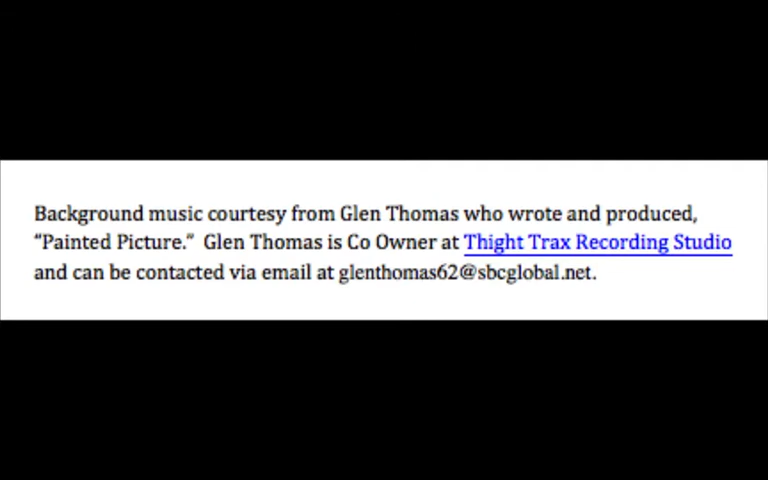 Background music courtesy from Glen Thomas who wrote and produced,
“Painted Picture.”  Glen Thomas is Co Owner at Thight Trax Recording Studio
and can be contacted via email at glenthomas62@sbcglobal.net.